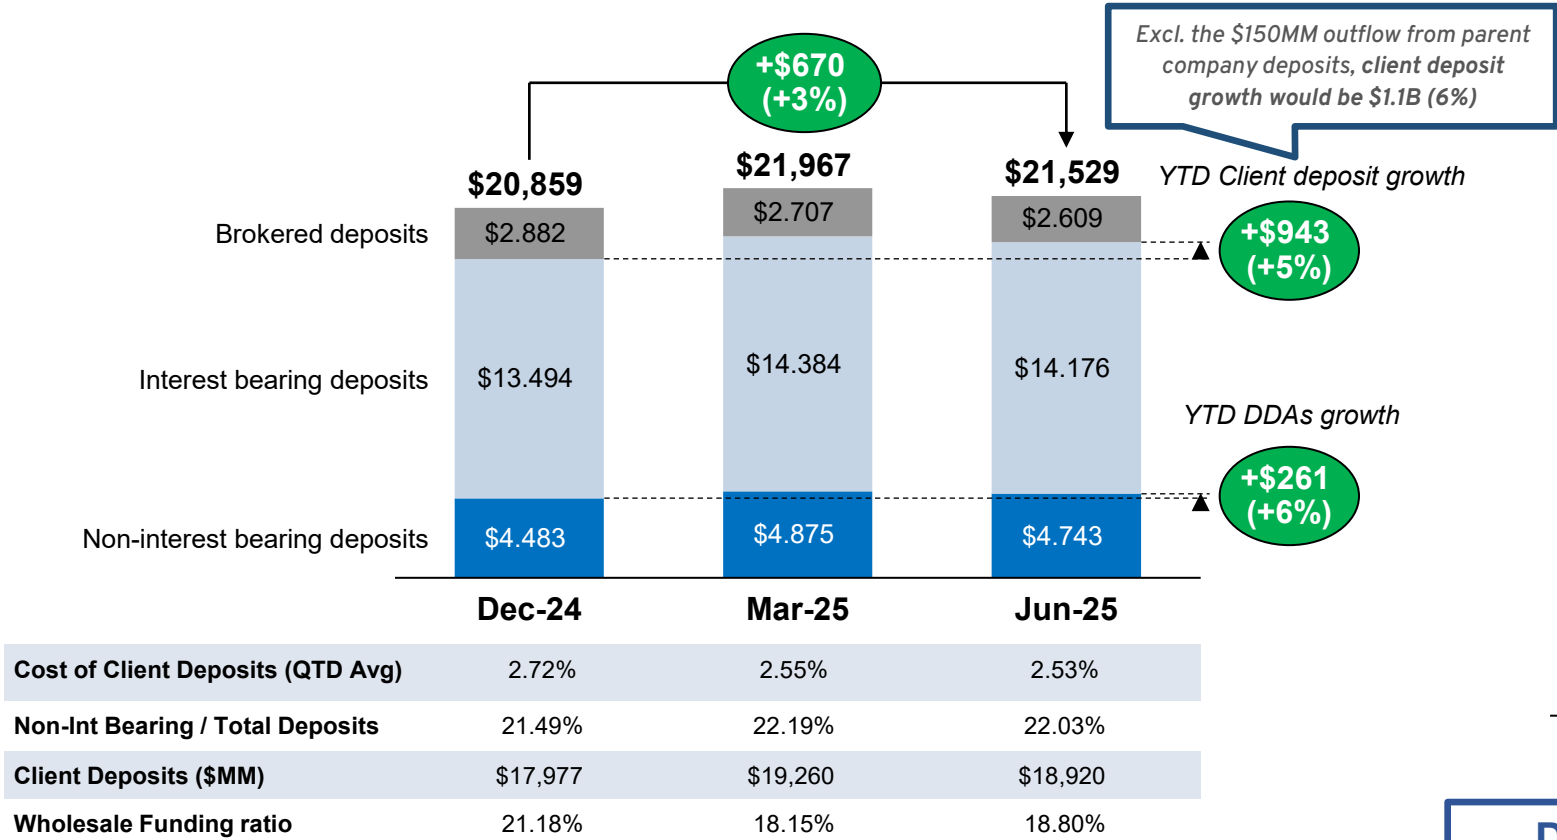 Excl. the $150MM outflow from parent
company deposits, client deposit
growth would be $1.1B (6%)
+$670
(+3%)
$20,859
$21,967
$21,529
YTD Client deposit growth
Brokered deposits
$2.882
$2.707
$2.609
+$943
(+5%)
Interest bearing deposits
$13.494
$14.384
$14.176
YTD DDAs growth
+$261
(+6%)
Non-interest bearing deposits
$4.483
$4.875
$4.743
Dec-24
Mar-25
Jun-25
Cost of Client Deposits (QTD Avg) 2.72% 2.55% 2.53%
Non-Int Bearing / Total Deposits 21.49% 22.19% 22.03%
Client Deposits ($MM) $17,977 $19,260 $18,920
Wholesale Funding ratio 21.18% 18.15% 18.80%